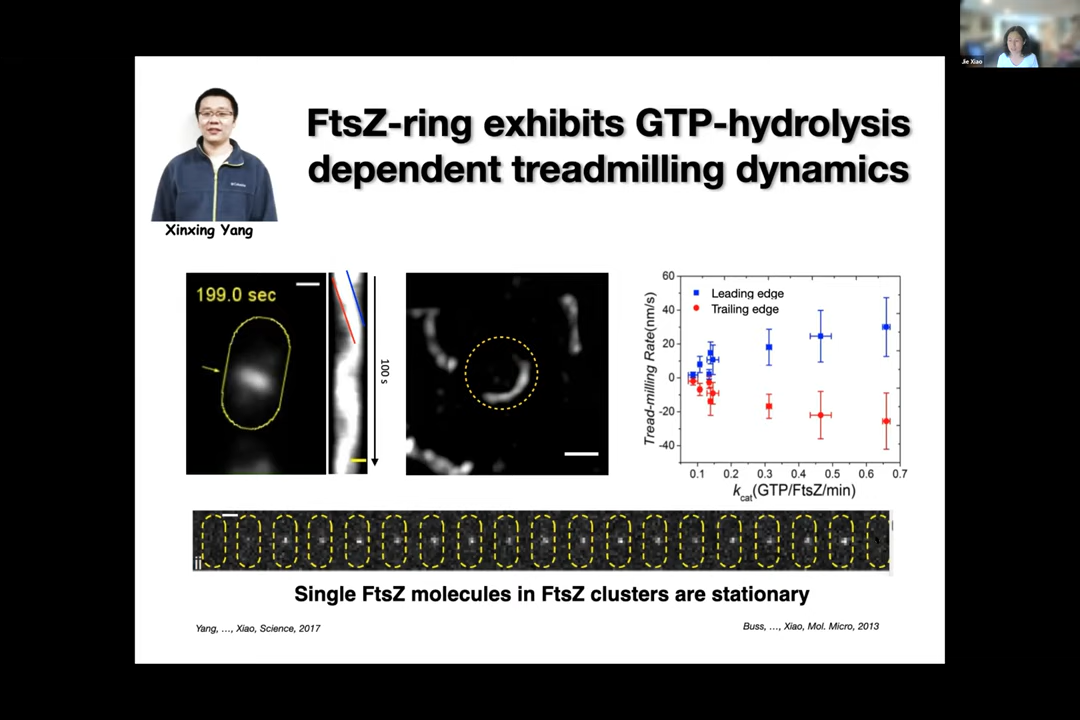 Jie Xiao
FtsZ-ring exhibits GTP-hydrolysis
dependent treadmilling dynamics
Xinxing Yang
199.0 sec
100 s
60
40
20
0
-20
-40
Tread-milling Rate(nm/s)
Leading edge
Trailing edge
0.1 0.2 0.3 0.4 0.5 0.6 0.7
kcat(GTP/FtsZ/min)
ii
Single FtsZ molecules in FtsZ clusters are stationary
Yang, …, Xiao, Science, 2017
Buss, …, Xiao, Mol. Micro, 2013